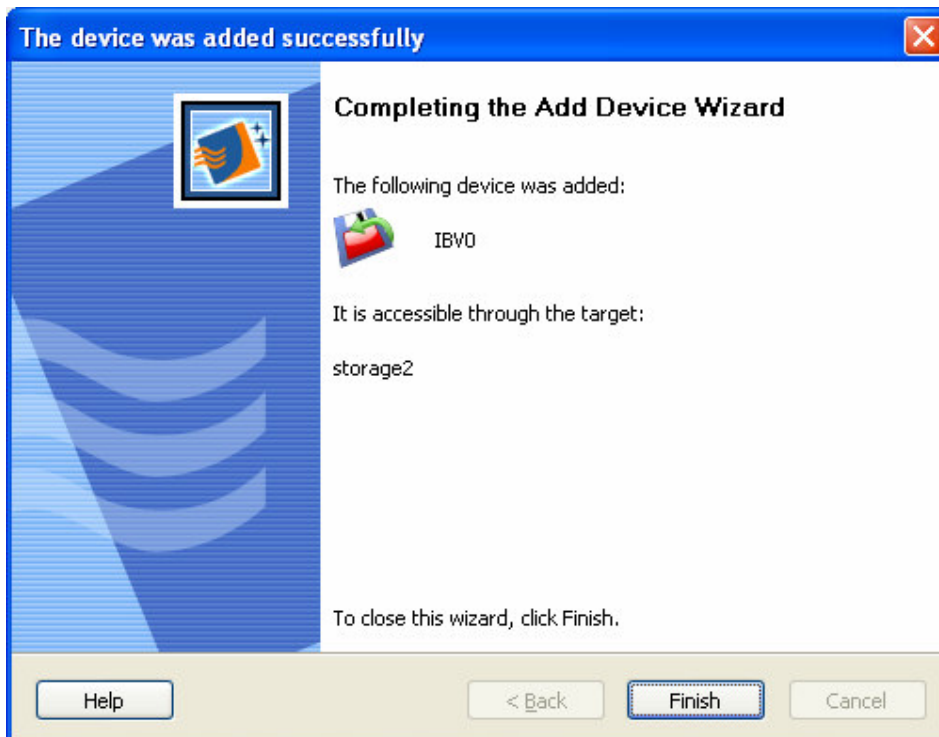 The device was added successfully
Completing the Add Device Wizard
The following device was added:
IBV0
It is accessible through the target:
storage2
To close this wizard, click Finish.
Help
< Back
Finish
Cancel